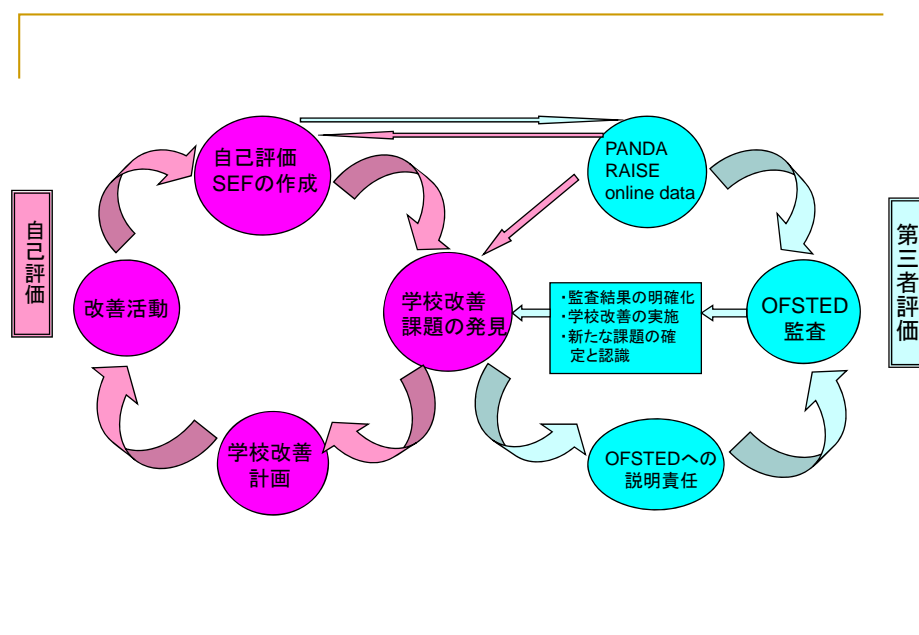 自己評価
自己評価
SEFの作成
改善活動
学校改善
計画
学校改善
課題の発見
PANDA
RAISE
online data
・監査結果の明確化
・学校改善の実施
・新たな課題の確
定と認識
OFSTED
監査
OFSTEDへの
説明責任
第三者評価